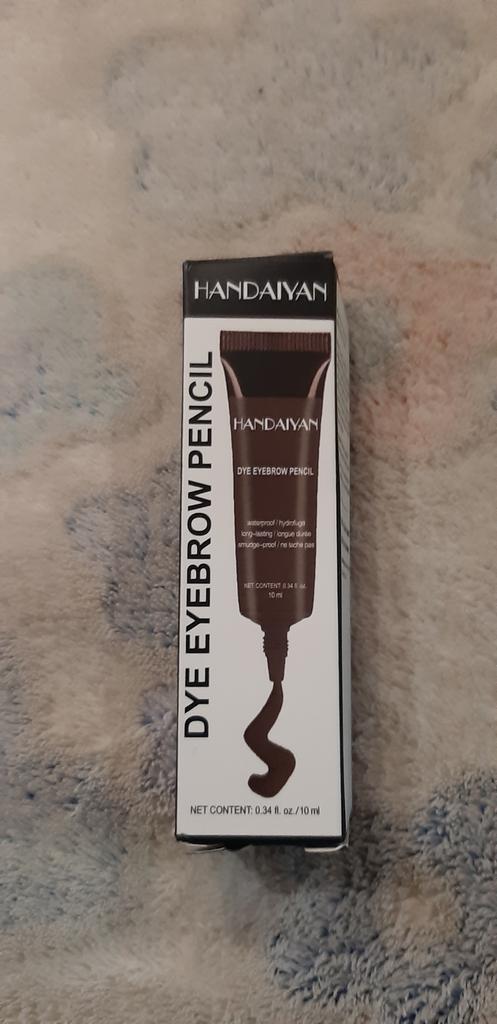 HANDAIYAN
DYE EYEBROW PENCIL
HANDAIYAN
DYE EYEBROW PENCIL
waterproof / hydrofuge
long-lasting / longue durée
smudge-proof / ne tache pas
NET CONTENT: 0.34 fl. oz.
10 ml
NET CONTENT: 0.34 fl. oz./10 ml